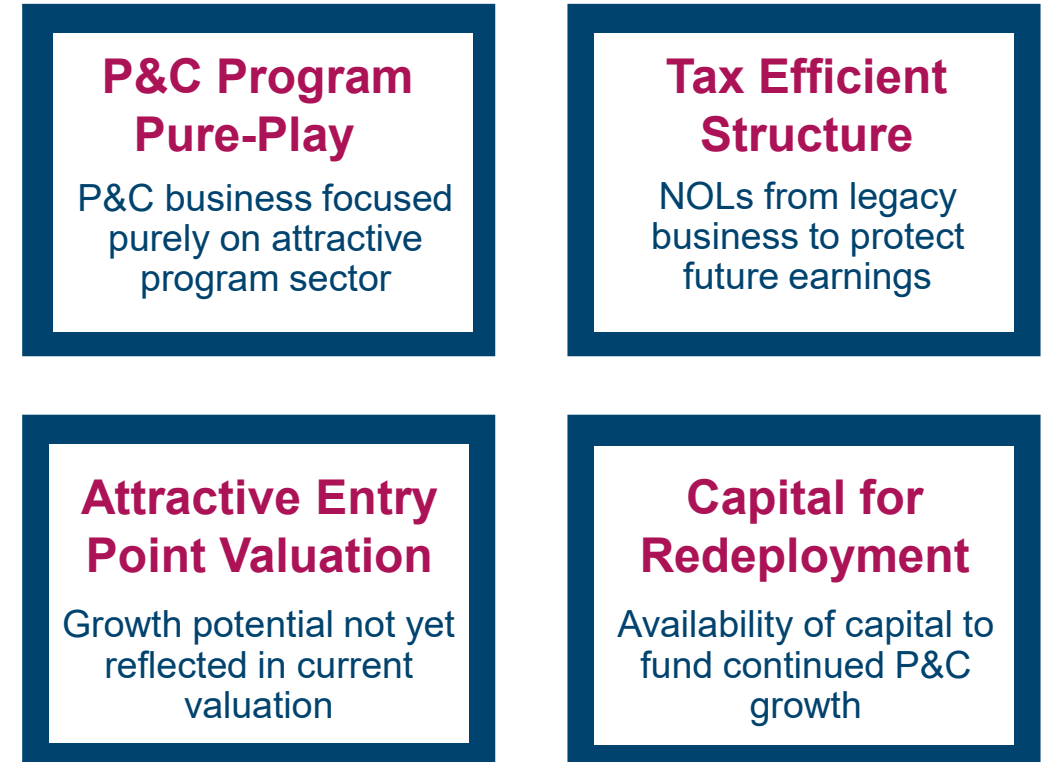 P&C Program
Pure-Play
P&C business focused
purely on attractive
program sector
Tax Efficient
Structure
NOLs from legacy
business to protect
future earnings
Attractive Entry
Point Valuation
Growth potential not yet
reflected in current
valuation
Capital for
Redeployment
Availability of capital to
fund continued P&C
growth